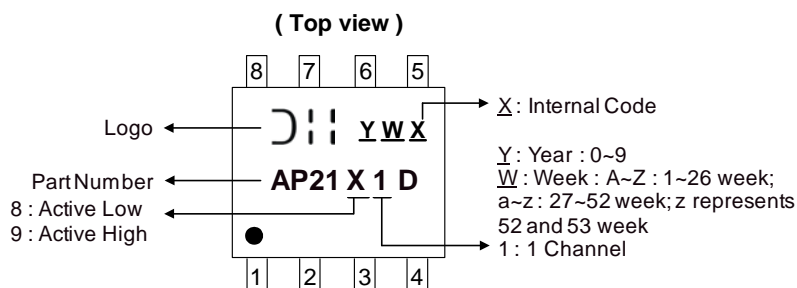 ( Top view )
8 7 6 5
Logo
Y W X
X : Internal Code
Part Number
AP21 X 1 D
8 : Active Low
9 : Active High
Y : Year : 0~9
W : Week : A~Z : 1~26 week;
a~z : 27~52 week; z represents
52 and 53 week
1 : 1 Channel
1 2 3 4